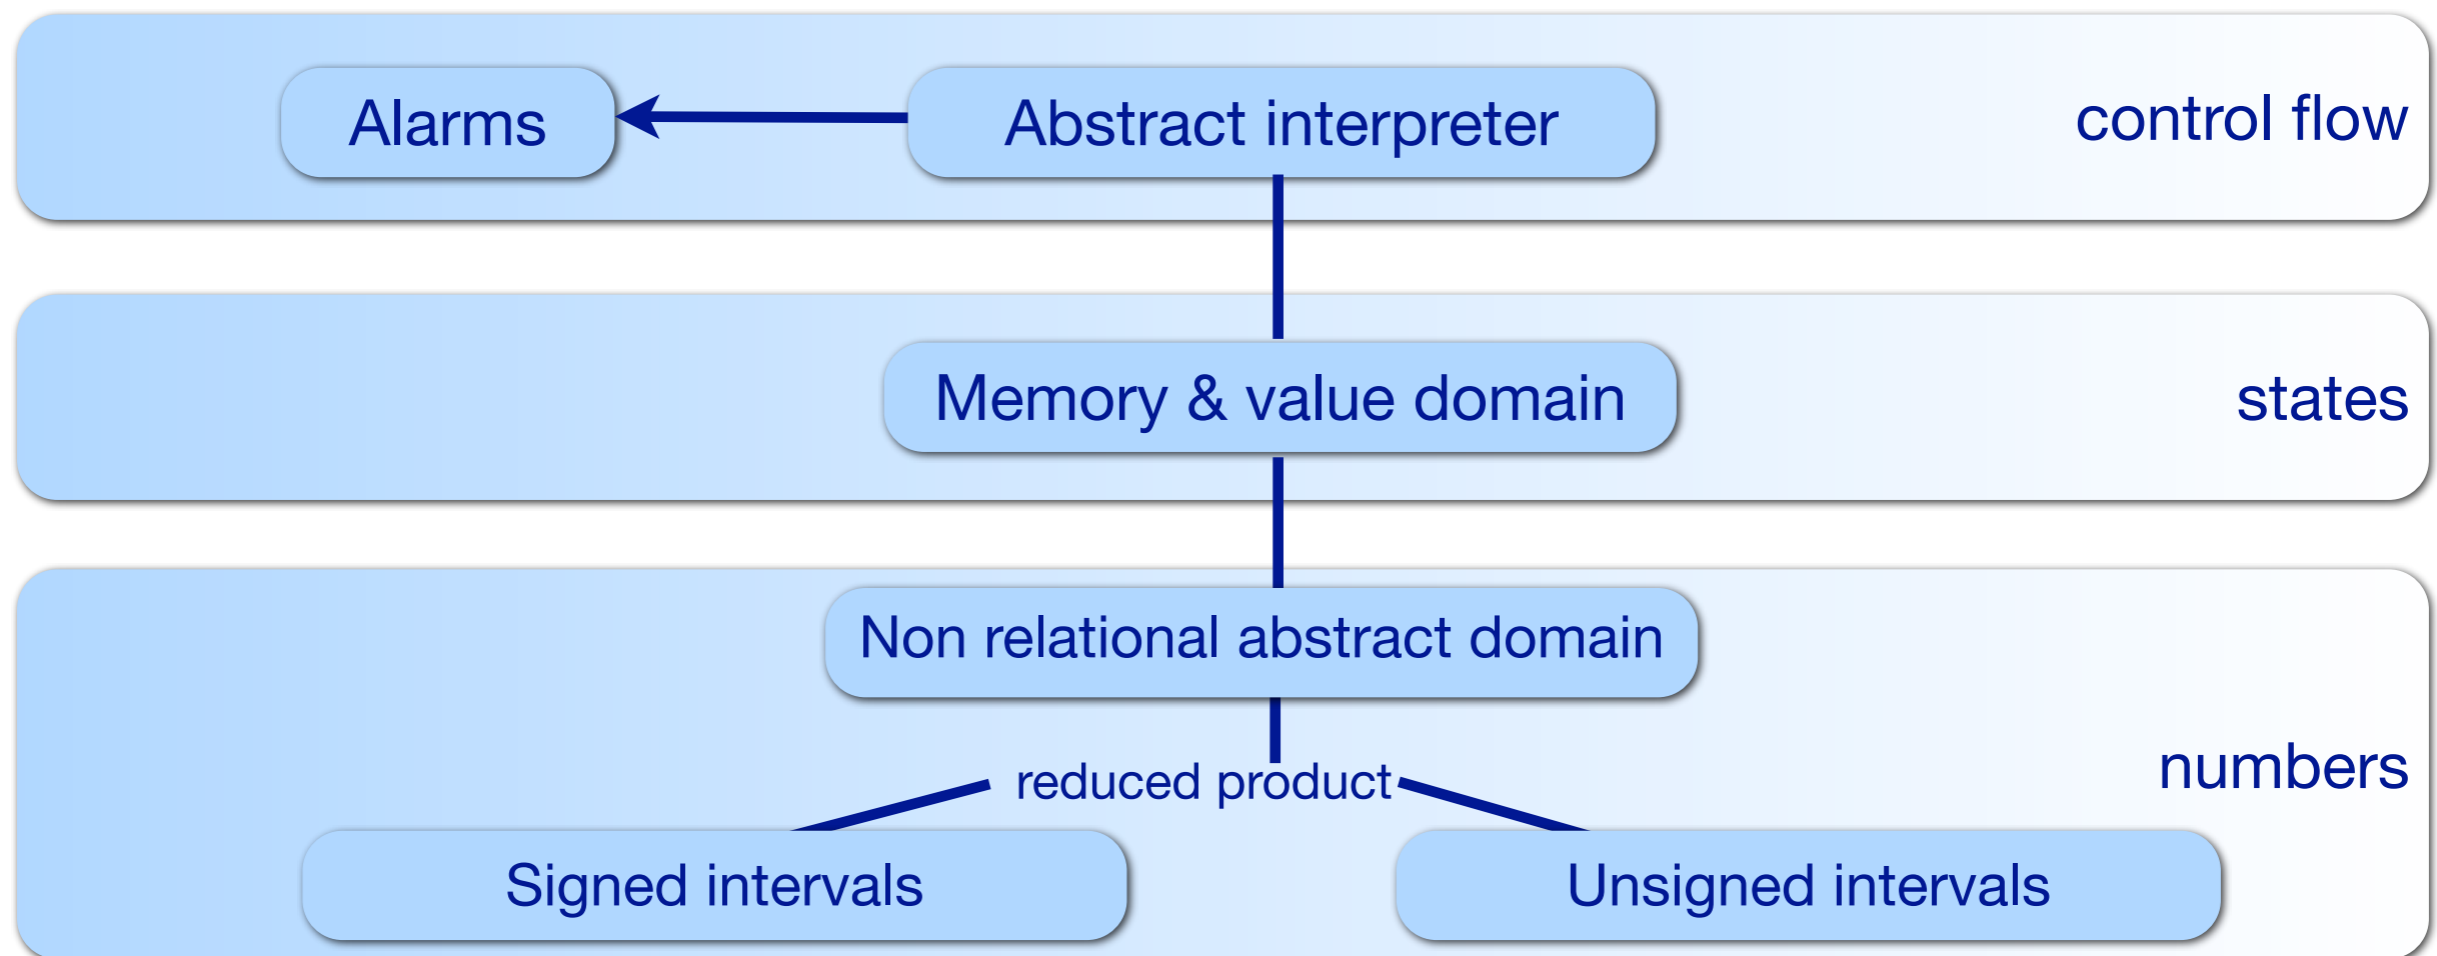 Alarms
Abstract interpreter
control flow
Memory & value domain
states
Non relational abstract domain
reduced product
numbers
Signed intervals
Unsigned intervals